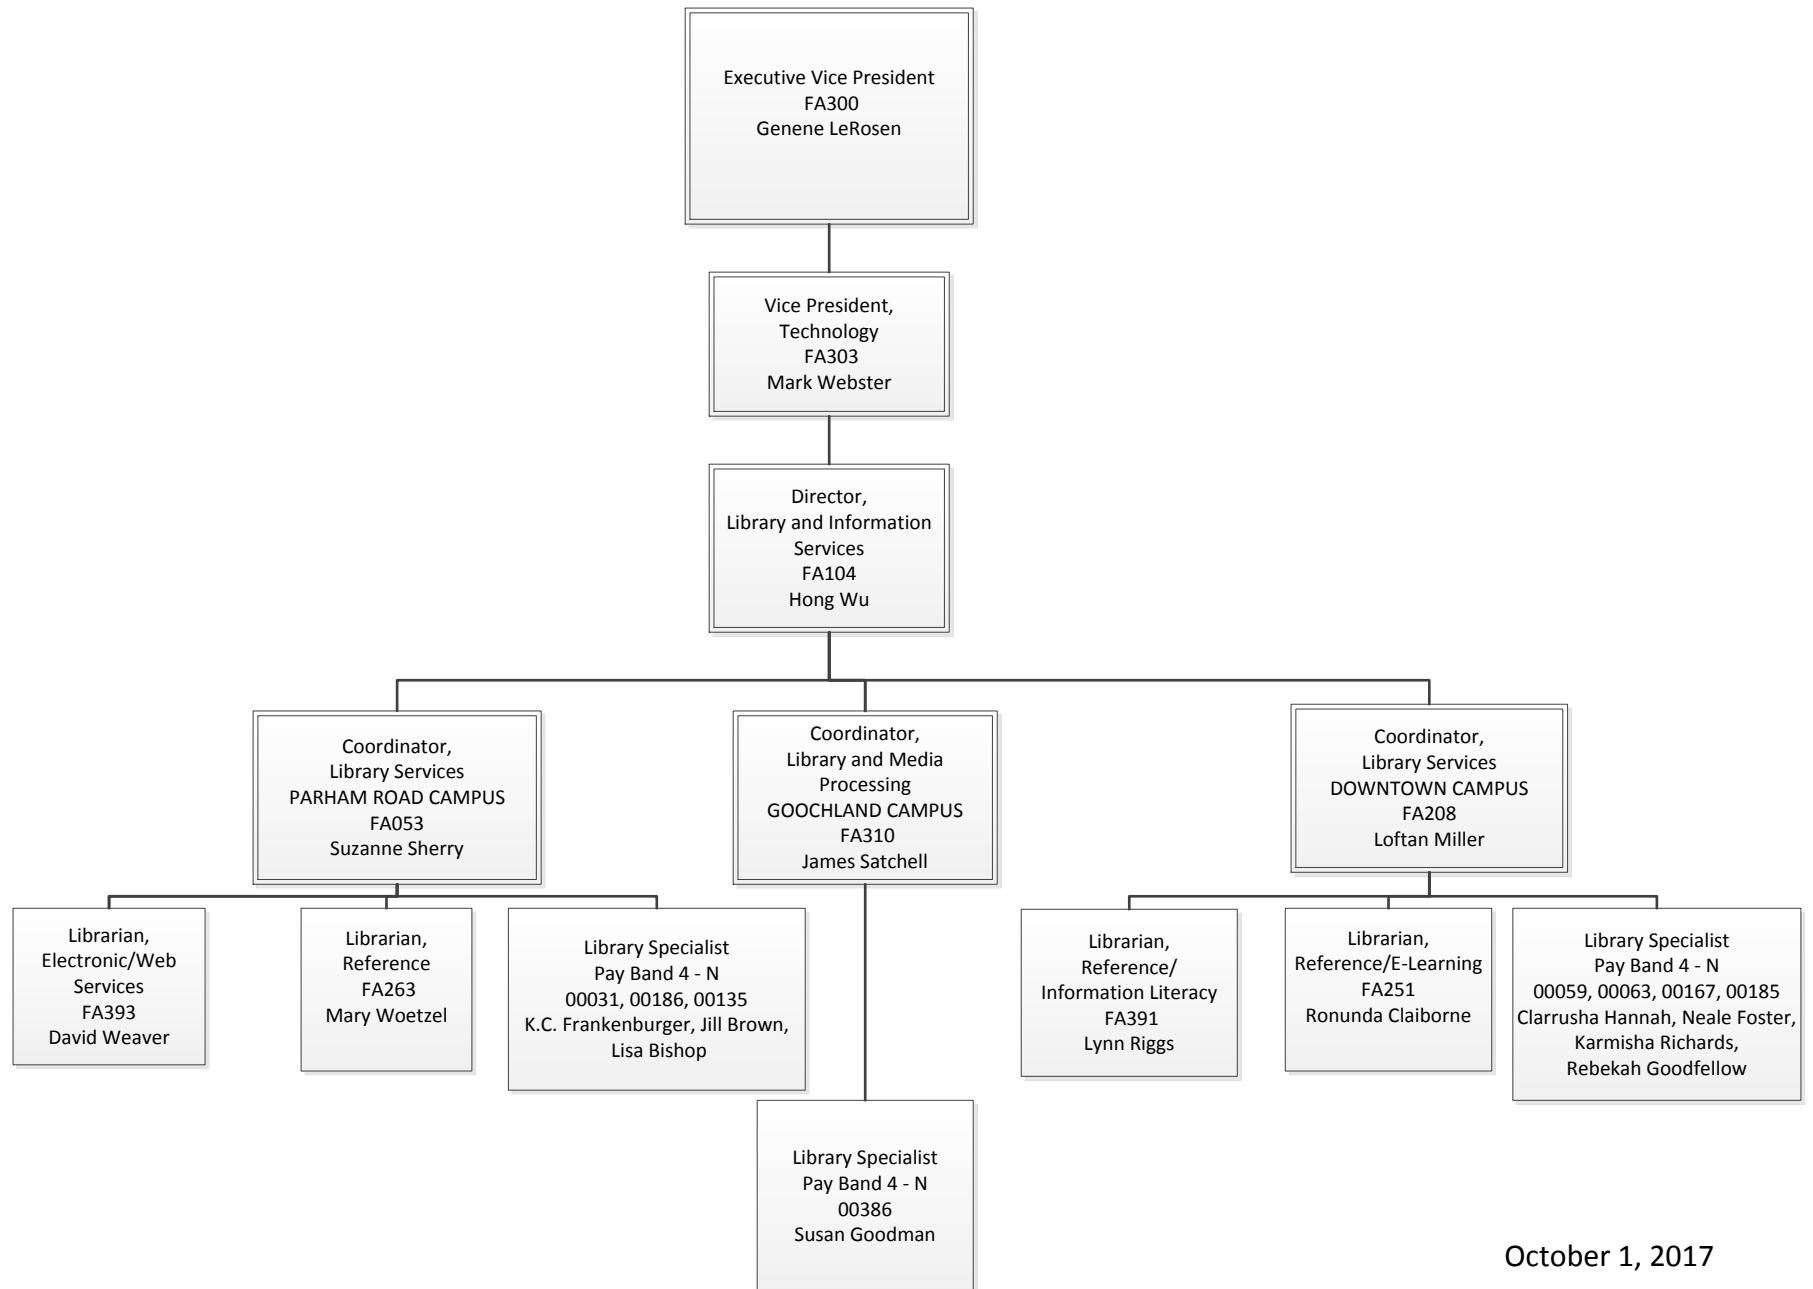 Executive Vice President
FA300
Genene LeRosen
Vice President,
Technology
FA303
Mark Webster
Director,
Library and Information
Services
FA104
Hong Wu
Coordinator,
Library Services
PARHAM ROAD CAMPUS
FA053
Suzanne Sherry
Coordinator,
Library and Media
Processing
GOOCHLAND CAMPUS
FA310
James Satchell
Coordinator,
Library Services
DOWNTOWN CAMPUS
FA208
Loftan Miller
Librarian,
Electronic/Web
Services
FA393
David Weaver
Librarian,
Reference
FA263
Mary Woetzel
Library Specialist
Pay Band 4 - N
00031, 00186, 00135
K.C. Frankenburger, Jill Brown,
Lisa Bishop
Librarian,
Reference/
Information Literacy
FA391
Lynn Riggs
Librarian,
Reference/E-Learning
FA251
Ronunda Claiborne
Library Specialist
Pay Band 4 - N
00059, 00063, 00167, 00185
Clarrusha Hannah, Neale Foster,
Karmisha Richards,
Rebekah Goodfellow
Library Specialist
Pay Band 4 - N
00386
Susan Goodman
October 1, 2017